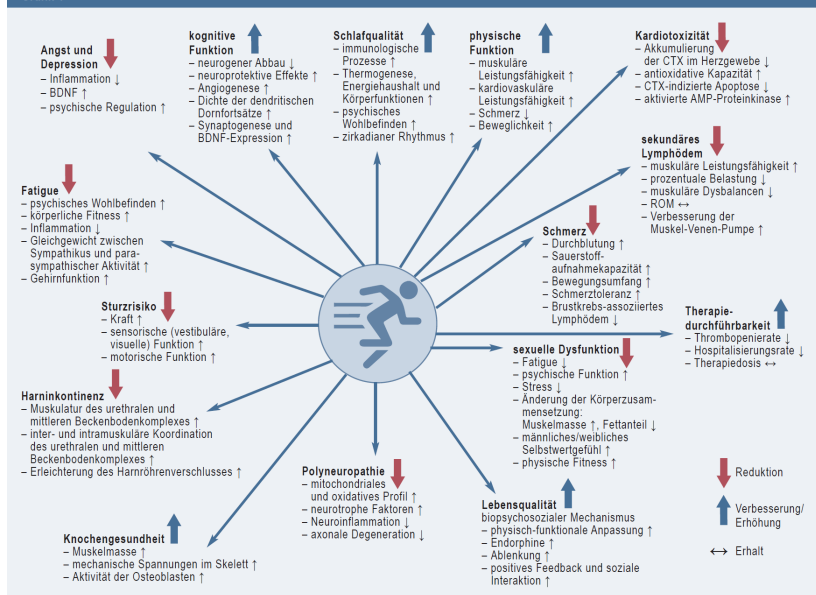 Angst und
Depression
– Inflammation ↓
– BDNF ↑
– psychische Regulation ↑
kognitive
Funktion
– neurogener Abbau ↓
– neuroprotektive Effekte ↑
– Angiogenese ↑
– Dichte der dendritischen
Dornfortsätze ↑
– Synaptogenese und
BDNF-Expression ↑
Schlafqualität
– immunologische
Prozesse ↑
– Thermogenese,
Energiehaushalt und
Körperfunktionen ↑
– psychisches
Wohlbefinden ↑
– zirkadianer Rhythmus ↑
physische
Funktion
– muskuläre
Leistungsfähigkeit ↑
– kardiovaskuläre
Leistungsfähigkeit ↑
– Schmerz ↓
– Beweglichkeit ↑
Kardiotoxizität
– Akkumulierung
der CTX im Herzgewebe ↓
– antioxidative Kapazität ↑
– CTX-indizierte Apoptose ↓
– aktivierte AMP-Proteinkinase ↑
sekundäres
Lymphödem
– muskuläre Leistungsfähigkeit ↑
– prozentuale Belastung ↓
– muskuläre Dysbalancen ↓
– ROM ↔
– Verbesserung der
Muskel-Venen-Pumpe ↑
Fatigue
– psychisches Wohlbefinden ↑
– körperliche Fitness ↑
– Inflammation ↓
– Gleichgewicht zwischen
Sympathikus und para-
sympathischer Aktivität ↑
– Gehirnfunktion ↑
Schmerz
– Durchblutung ↑
– Sauerstoff-
aufnahmekapazität ↑
– Bewegungsumfang ↑
– Schmerztoleranz ↑
– Brustkrebs-assoziiertes
Lymphödem ↓
Sturzrisiko
– Kraft ↑
– sensorische (vestibuläre,
visuelle) Funktion ↑
– motorische Funktion ↑
Therapie-
durchführbarkeit
– Thrombopenierate ↓
– Hospitalisierungsrate ↓
– Therapiedosis ↔
sexuelle Dysfunktion
– Fatigue ↓
– psychische Funktion ↑
– Stress ↓
– Änderung der Körperzusam-
mensetzung:
Muskelmasse ↑, Fettanteil ↓
– männliches/weibliches
Selbstwertgefühl ↑
– physische Fitness ↑
Harninkontinenz
– Muskulatur des urethralen und
mittleren Beckenbodenkomplexes ↑
– inter- und intramuskuläre Koordination
des urethralen und mittleren
Beckenbodenkomplexes ↑
– Erleichterung des Harnröhrenverschlusses ↑
Polyneuropathie
– mitochondriales
und oxidatives Profil ↑
– neurotrophe Faktoren ↑
– Neuroinflammation ↓
– axonale Degeneration ↓
Lebensqualität
biopsychosozialer Mechanismus
– physisch-funktionale Anpassung ↑
– Endorphine ↑
– Ablenkung ↑
– positives Feedback und soziale
Interaktion ↑
Knochengesundheit
– Muskelmasse ↑
– mechanische Spannungen im Skelett ↑
– Aktivität der Osteoblasten ↑
Reduktion
Verbesserung/
Erhöhung
↔ Erhalt